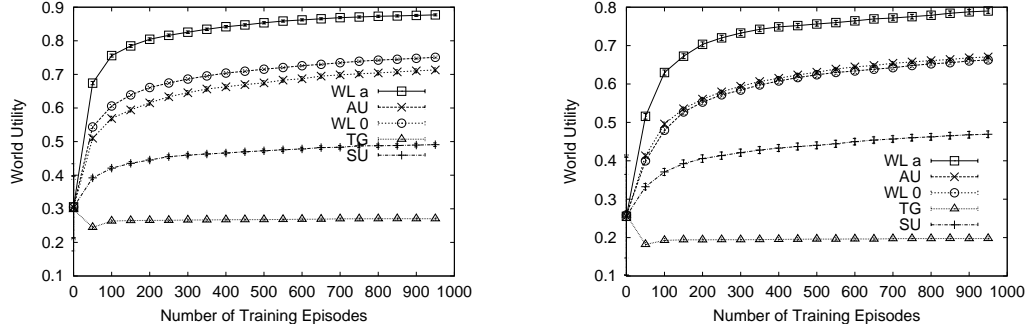 0.9
0.8
0.7
0.6
0.5
0.4
0.3
0.2
0.1
World Utility
WL a
AU
WL 0
TG
SU
0 100 200 300 400 500 600 700 800 900 1000
Number of Training Episodes
0.8
0.7
0.6
0.5
0.4
0.3
0.2
0.1
World Utility
WL a
AU
WL 0
TG
SU
0 100 200 300 400 500 600 700 800 900 1000
Number of Training Episodes